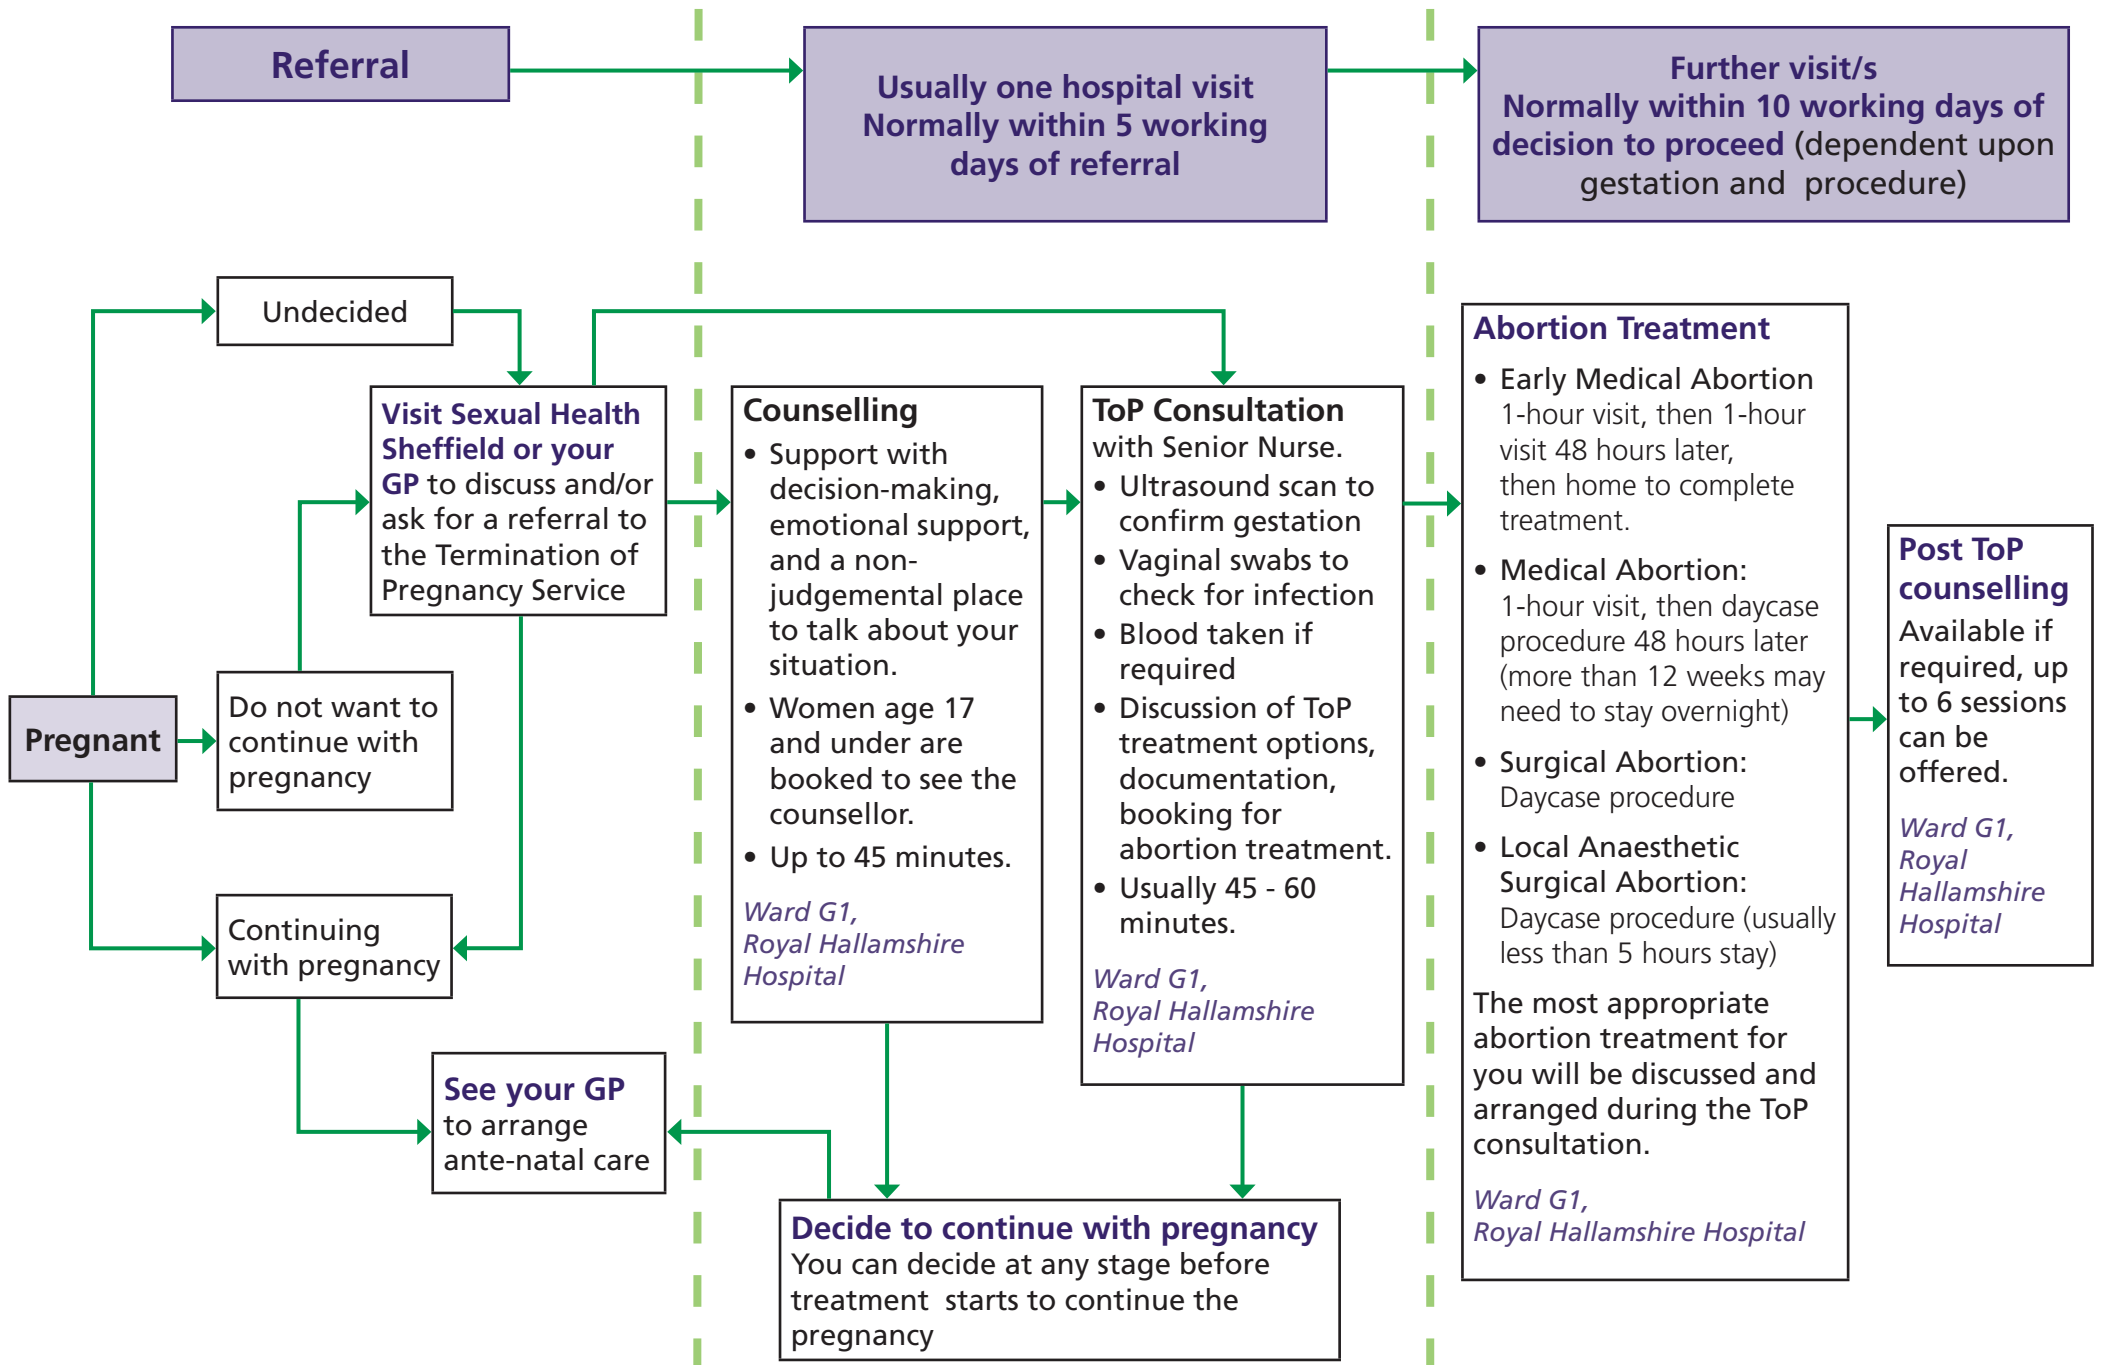 Referral
Usually one hospital visit
Normally within 5 working
days of referral
Further visit/s
Normally within 10 working days of
decision to proceed (dependent upon
gestation and procedure)
Undecided
Visit Sexual Health
Sheffield or your
GP to discuss and/or
ask for a referral to
the Termination of
Pregnancy Service
Pregnant
Do not want to
continue with
pregnancy
Continuing
with pregnancy
See your GP
to arrange
ante-natal care
Counselling
• Support with
decision-making,
emotional support,
and a non-
judgemental place
to talk about your
situation.
• Women age 17
and under are
booked to see the
counsellor.
• Up to 45 minutes.
Ward G1,
Royal Hallamshire
Hospital
ToP Consultation
with Senior Nurse.
• Ultrasound scan to
confirm gestation
• Vaginal swabs to
check for infection
• Blood taken if
required
• Discussion of ToP
treatment options,
documentation,
booking for
abortion treatment.
• Usually 45 - 60
minutes.
Ward G1,
Royal Hallamshire
Hospital
Decide to continue with pregnancy
You can decide at any stage before
treatment starts to continue the
pregnancy
Abortion Treatment
• Early Medical Abortion
1-hour visit, then 1-hour
visit 48 hours later,
then home to complete
treatment.
• Medical Abortion:
1-hour visit, then daycase
procedure 48 hours later
(more than 12 weeks may
need to stay overnight)
• Surgical Abortion:
Daycase procedure
• Local Anaesthetic
Surgical Abortion:
Daycase procedure (usually
less than 5 hours stay)
The most appropriate
abortion treatment for
you will be discussed and
arranged during the ToP
consultation.
Ward G1,
Royal Hallamshire Hospital
Post ToP
counselling
Available if
required, up
to 6 sessions
can be
offered.
Ward G1,
Royal
Hallamshire
Hospital